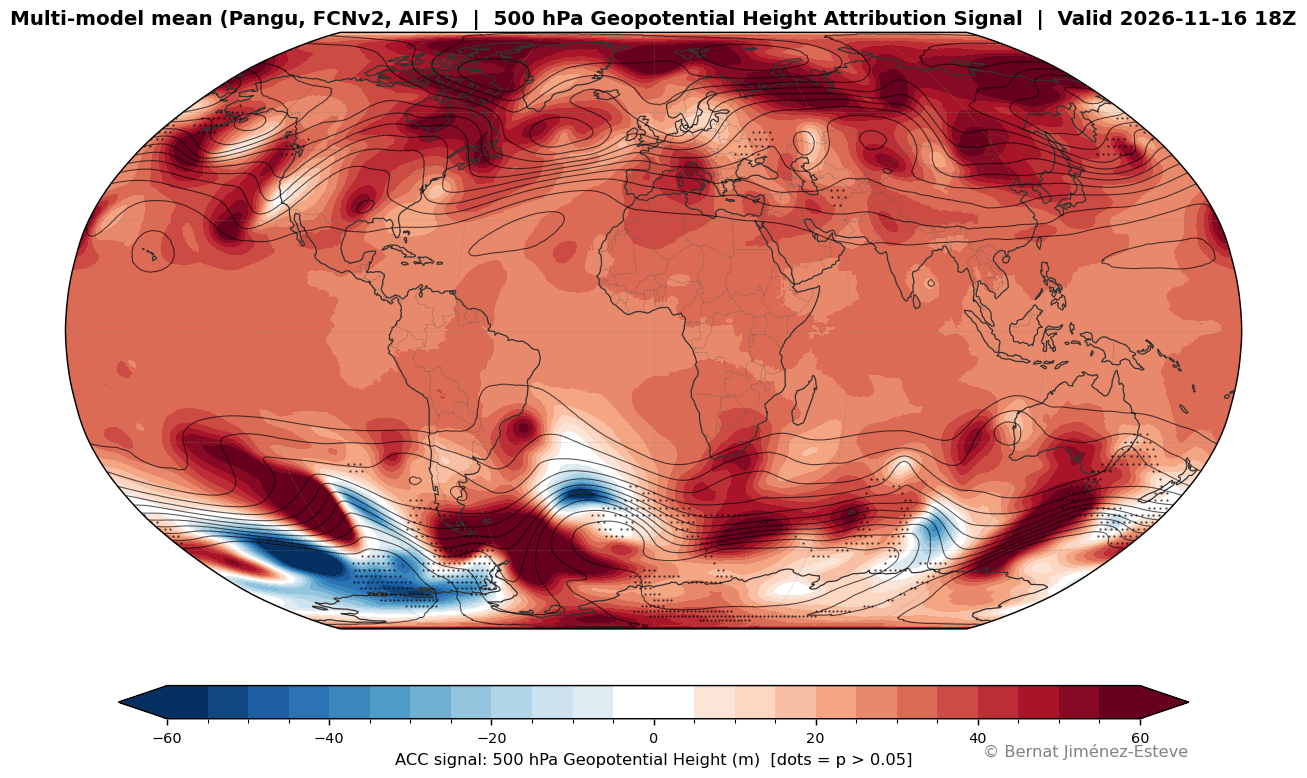 Multi-model mean (Pangu, FCNv2, AIFS)  |  500 hPa Geopotential Height Attribution Signal  |  Valid 2026-11-16 18Z
−60 −40 −20 0 20 40 60
ACC signal: 500 hPa Geopotential Height (m)  [dots = p > 0.05]
© Bernat Jiménez-Esteve